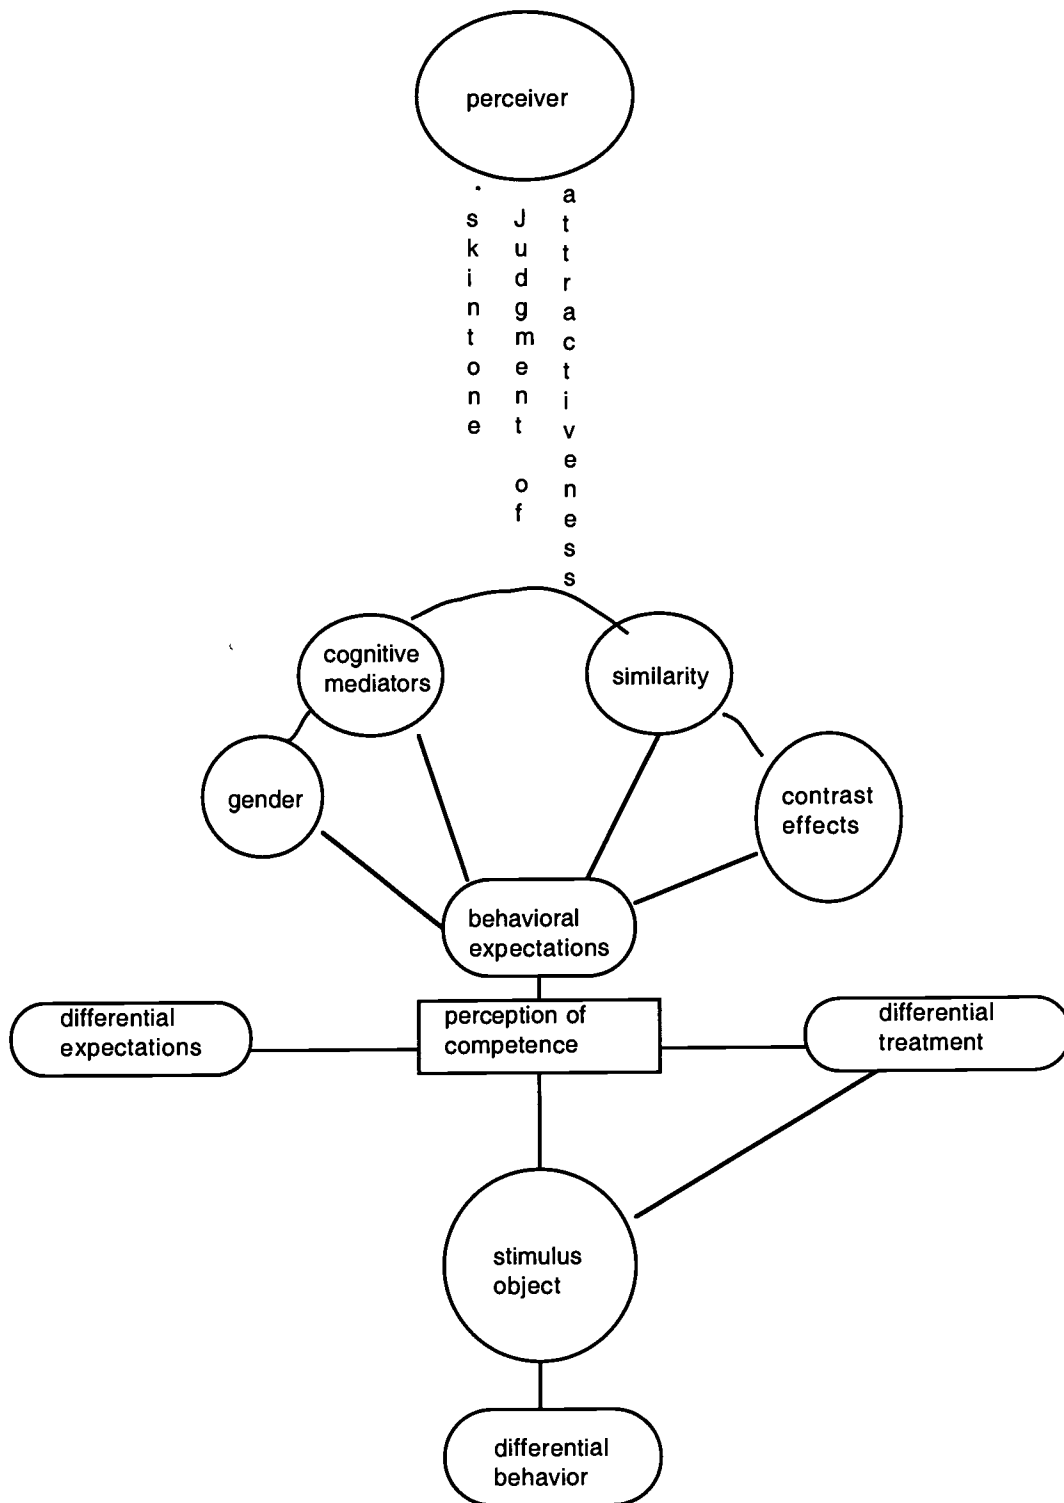 perceiver
skintone
Judgment of
attractiveness
cognitive
mediators
similarity
gender
contrast
effects
behavioral
expectations
differential
expectations
perception of
competence
differential
treatment
stimulus
object
differential
behavior